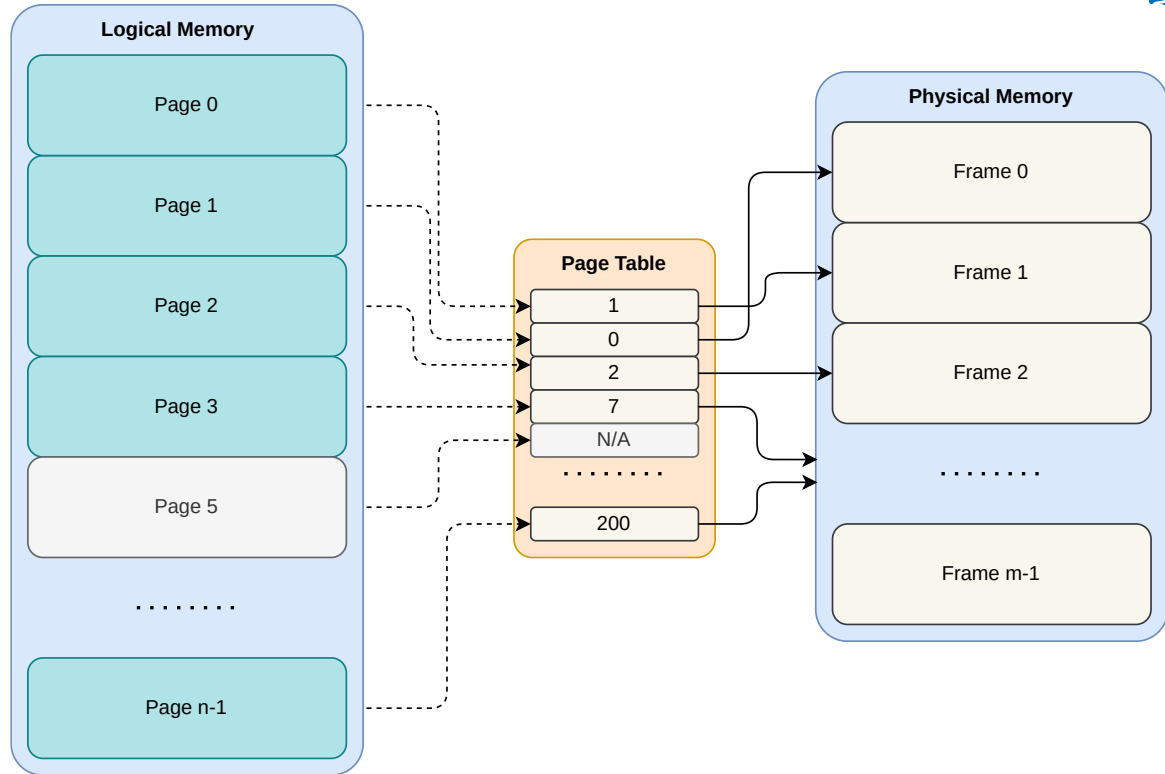 Logical Memory
Page 0
Page 1
Page 2
Page 3
Page 5
. . . . . . . .
Page n-1
Page Table
1
0
2
7
N/A
. . . . . . . .
200
Physical Memory
Frame 0
Frame 1
Frame 2
. . . . . . . .
Frame m-1